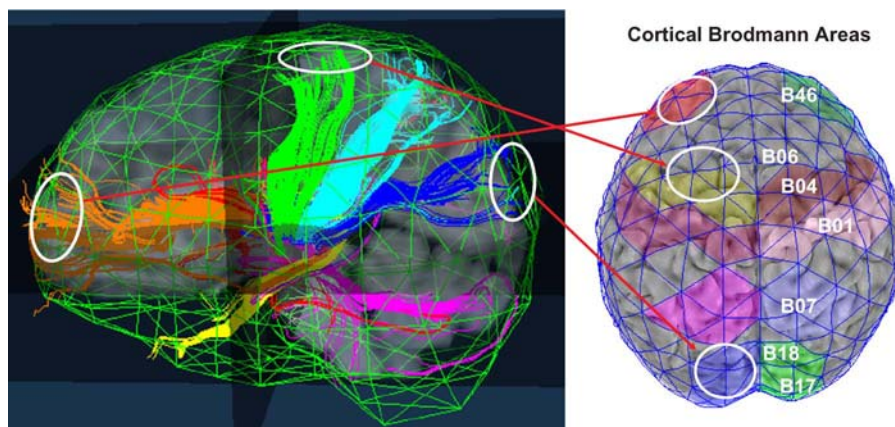 Cortical Brodmann Areas
B46
B06
B04
B01
B07
B18
B17